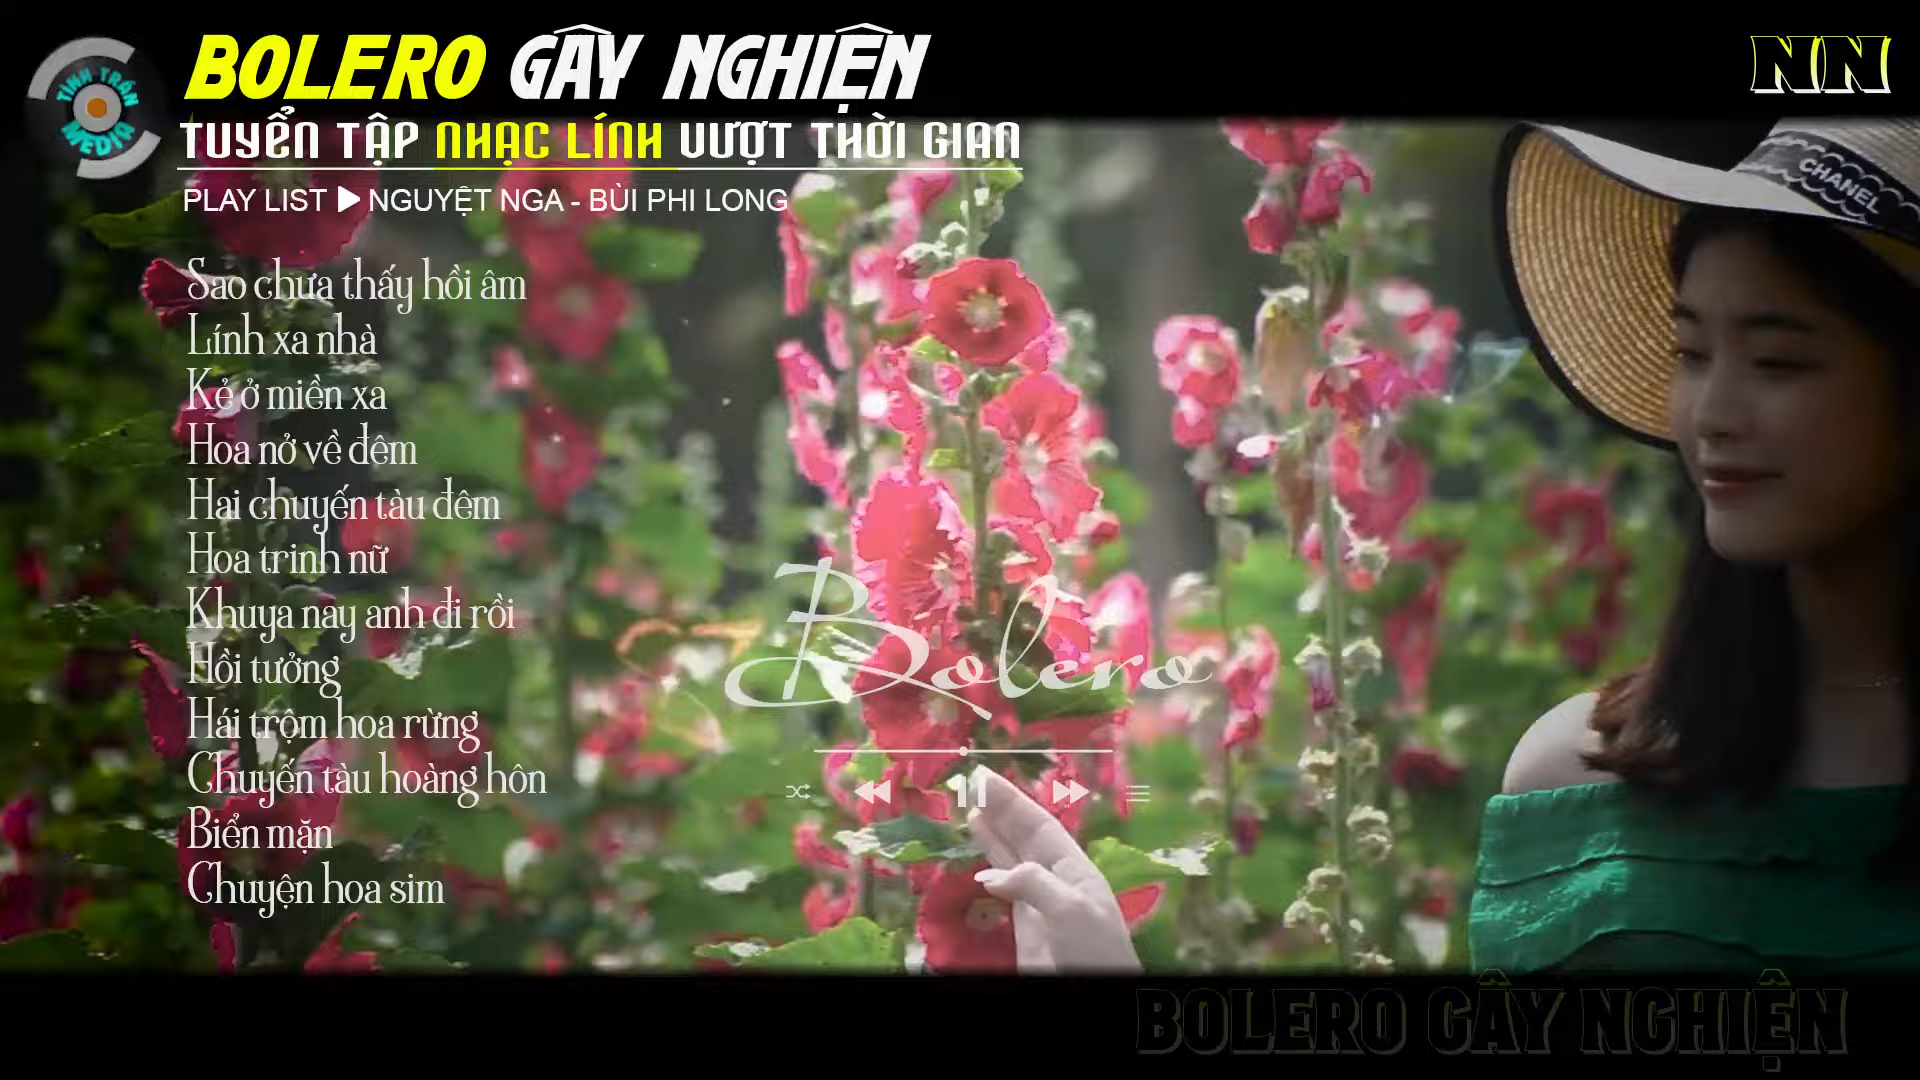 BOLERO GÂY NGHIỆN
NN
TÌNH TRẦN
MEDIA
TUYỂN TẬP NHẠC LÍNH VƯỢT THỜI GIAN
PLAY LIST ▶ NGUYỆT NGA - BÙI PHI LONG
CHANEL
Sao chưa thấy hồi âm
Lính xa nhà
Kẻ ở miền xa
Hoa nở về đêm
Hai chuyến tàu đêm
Hoa trinh nữ
Khuya nay anh đi rồi
Hồi tưởng
Hái trộm hoa rừng
Chuyến tàu hoàng hôn
Biển mặn
Chuyện hoa sim
Bolero
BOLERO GÂY NGHIỆN